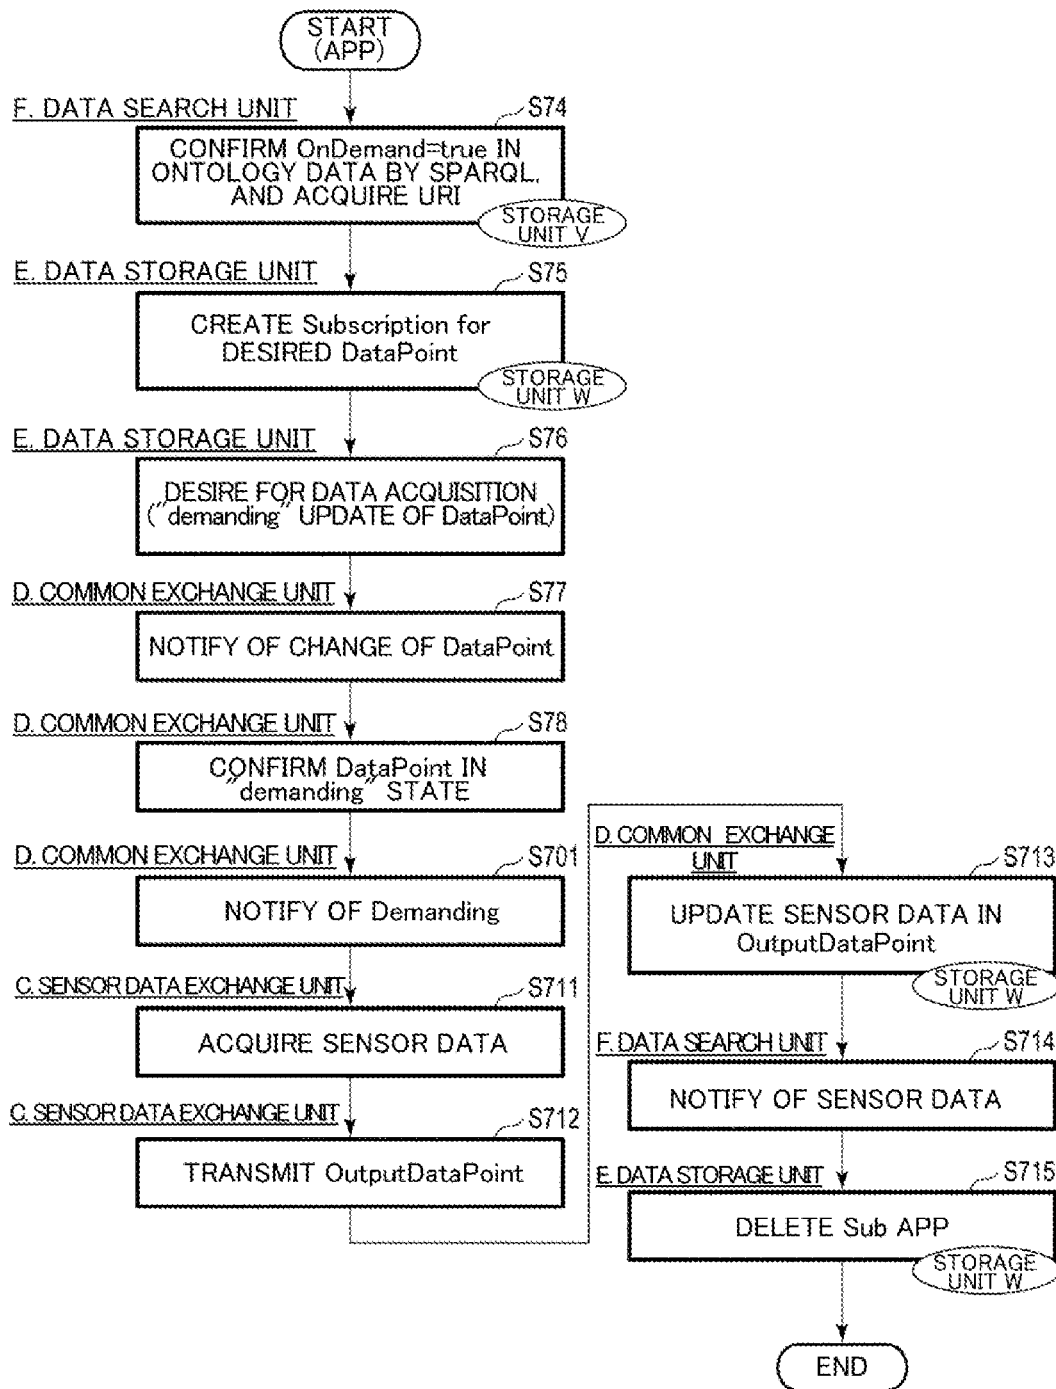 START
(APP)
F. DATA SEARCH UNIT
S74
CONFIRM OnDemand=true IN
ONTOLOGY DATA BY SPARQL,
AND ACQUIRE URI
STORAGE
UNIT V
E. DATA STORAGE UNIT
S75
CREATE Subscription for
DESIRED DataPoint
STORAGE
UNIT W
E. DATA STORAGE UNIT
S76
DESIRE FOR DATA ACQUISITION
("demanding" UPDATE OF DataPoint)
D. COMMON EXCHANGE UNIT
S77
NOTIFY OF CHANGE OF DataPoint
D. COMMON EXCHANGE UNIT
S78
CONFIRM DataPoint IN
"demanding" STATE
D. COMMON EXCHANGE UNIT
S701
NOTIFY OF Demanding
C. SENSOR DATA EXCHANGE UNIT
S711
ACQUIRE SENSOR DATA
C. SENSOR DATA EXCHANGE UNIT
S712
TRANSMIT OutputDataPoint
D. COMMON EXCHANGE
UNIT
S713
UPDATE SENSOR DATA IN
OutputDataPoint
STORAGE
UNIT W
F. DATA SEARCH UNIT
S714
NOTIFY OF SENSOR DATA
E. DATA STORAGE UNIT
S715
DELETE Sub APP
STORAGE
UNIT W
END